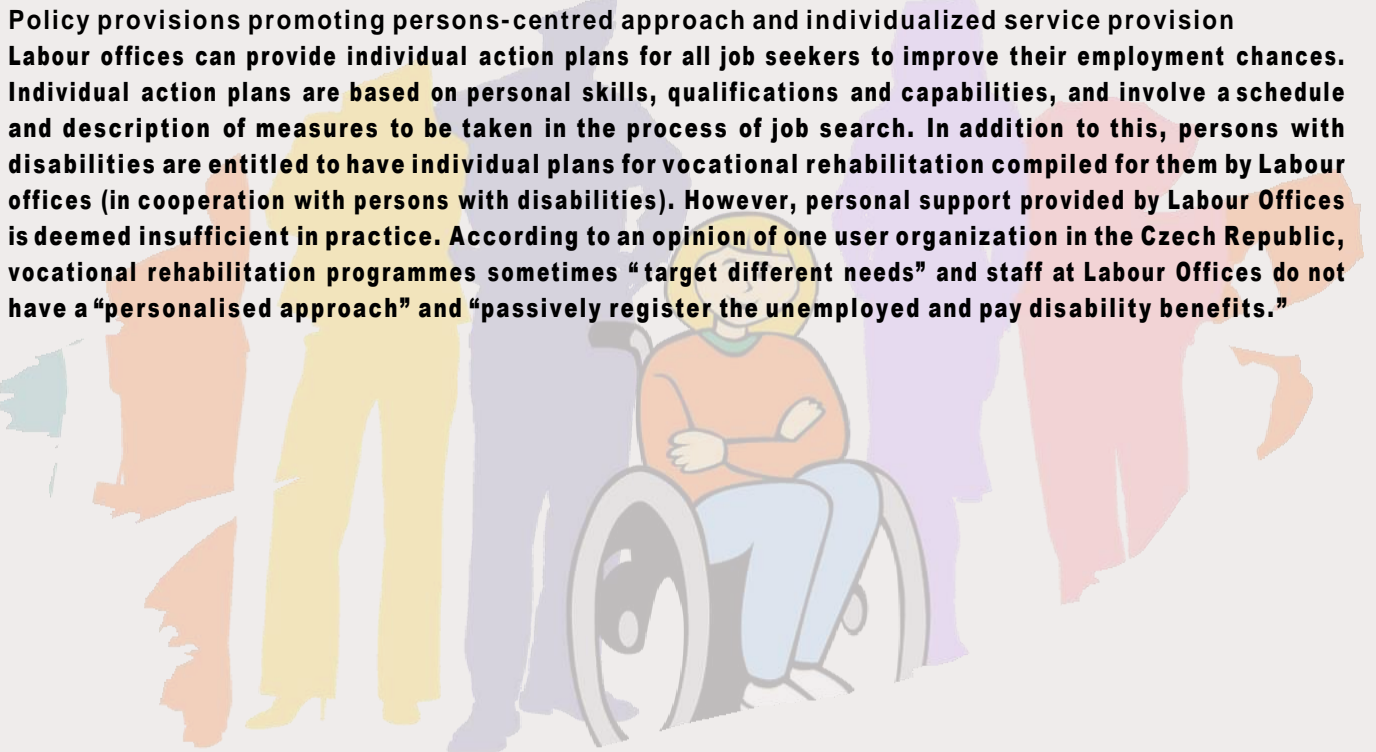 Policy provisions promoting persons-centred approach and individualized service provision
Labour offices can provide individual action plans for all job seekers to improve their employment chances.
Individual action plans are based on personal skills, qualifications and capabilities, and involve a schedule
and description of measures to be taken in the process of job search. In addition to this, persons with
disabilities are entitled to have individual plans for vocational rehabilitation compiled for them by Labour
offices (in cooperation with persons with disabilities). However, personal support provided by Labour Offices
is deemed insufficient in practice. According to an opinion of one user organization in the Czech Republic,
vocational rehabilitation programmes sometimes “target different needs” and staff at Labour Offices do not
have a “personalised approach” and “passively register the unemployed and pay disability benefits.”